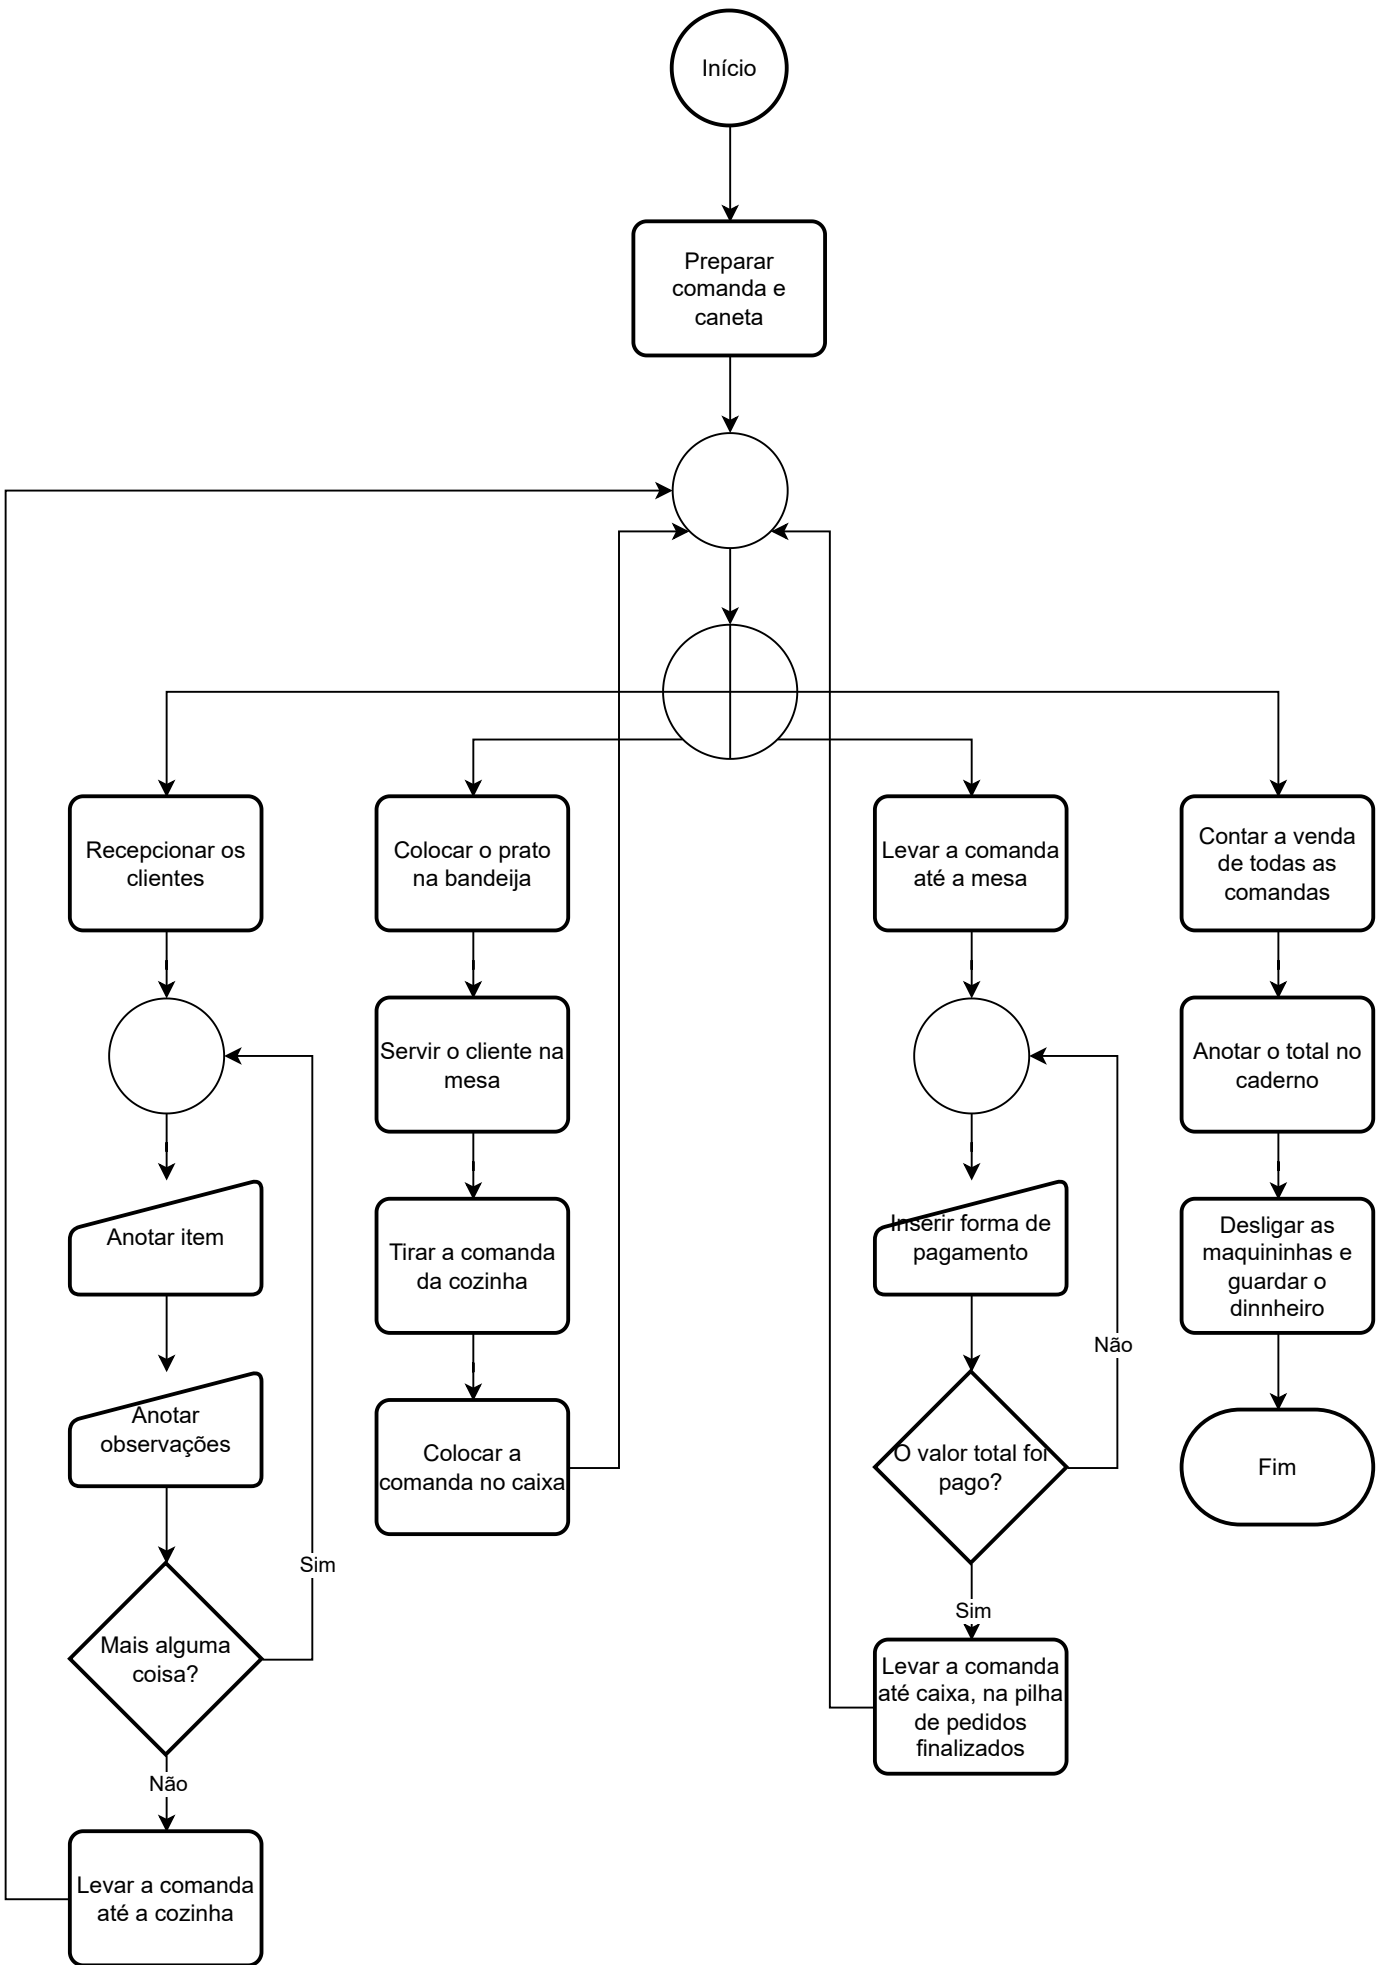 Início
Preparar
comanda e
caneta
Recepcionar os
clientes
Anotar item
Anotar
observações
Sim
Mais alguma
coisa?
Não
Levar a comanda
até a cozinha
Colocar o prato
na bandeija
Servir o cliente na
mesa
Tirar a comanda
da cozinha
Colocar a
comanda no caixa
Levar a comanda
até a mesa
Inserir forma de
pagamento
Não
O valor total foi
pago?
Sim
Levar a comanda
até caixa, na pilha
de pedidos
finalizados
Contar a venda
de todas as
comandas
Anotar o total no
caderno
Desligar as
maquininhas e
guardar o
dinnheiro
Fim